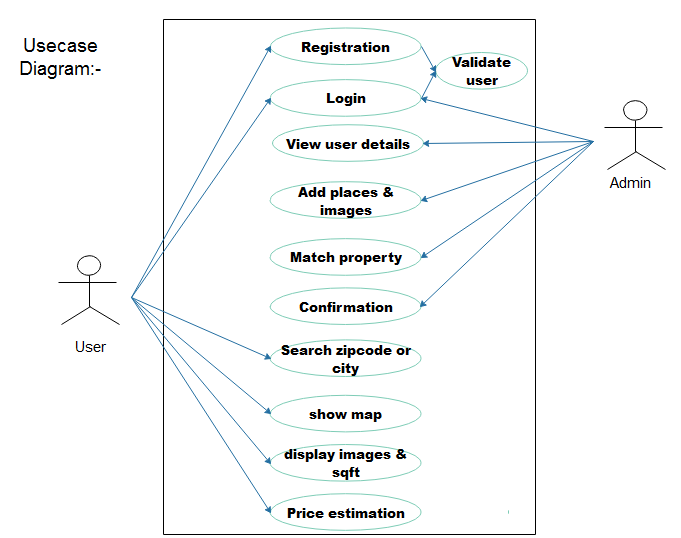 Usecase
Diagram:-
Registration
Validate
user
Login
View user details
Add places &
images
Admin
Match property
Confirmation
User
Search zipcode or
city
show map
display images &
sqft
Price estimation